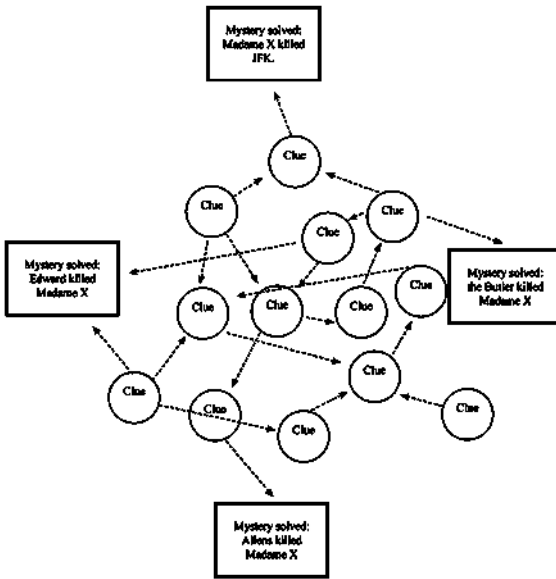 Mystery solved:
Madame X killed
JFK.
Clue
Clue
Clue
Clue
Mystery solved:
Edward killed
Madame X
Clue
Mystery solved:
the Butler killed
Madame X
Clue
Clue
Clue
Clue
Clue
Clue
Clue
Clue
Mystery solved:
Aliens killed
Madame X